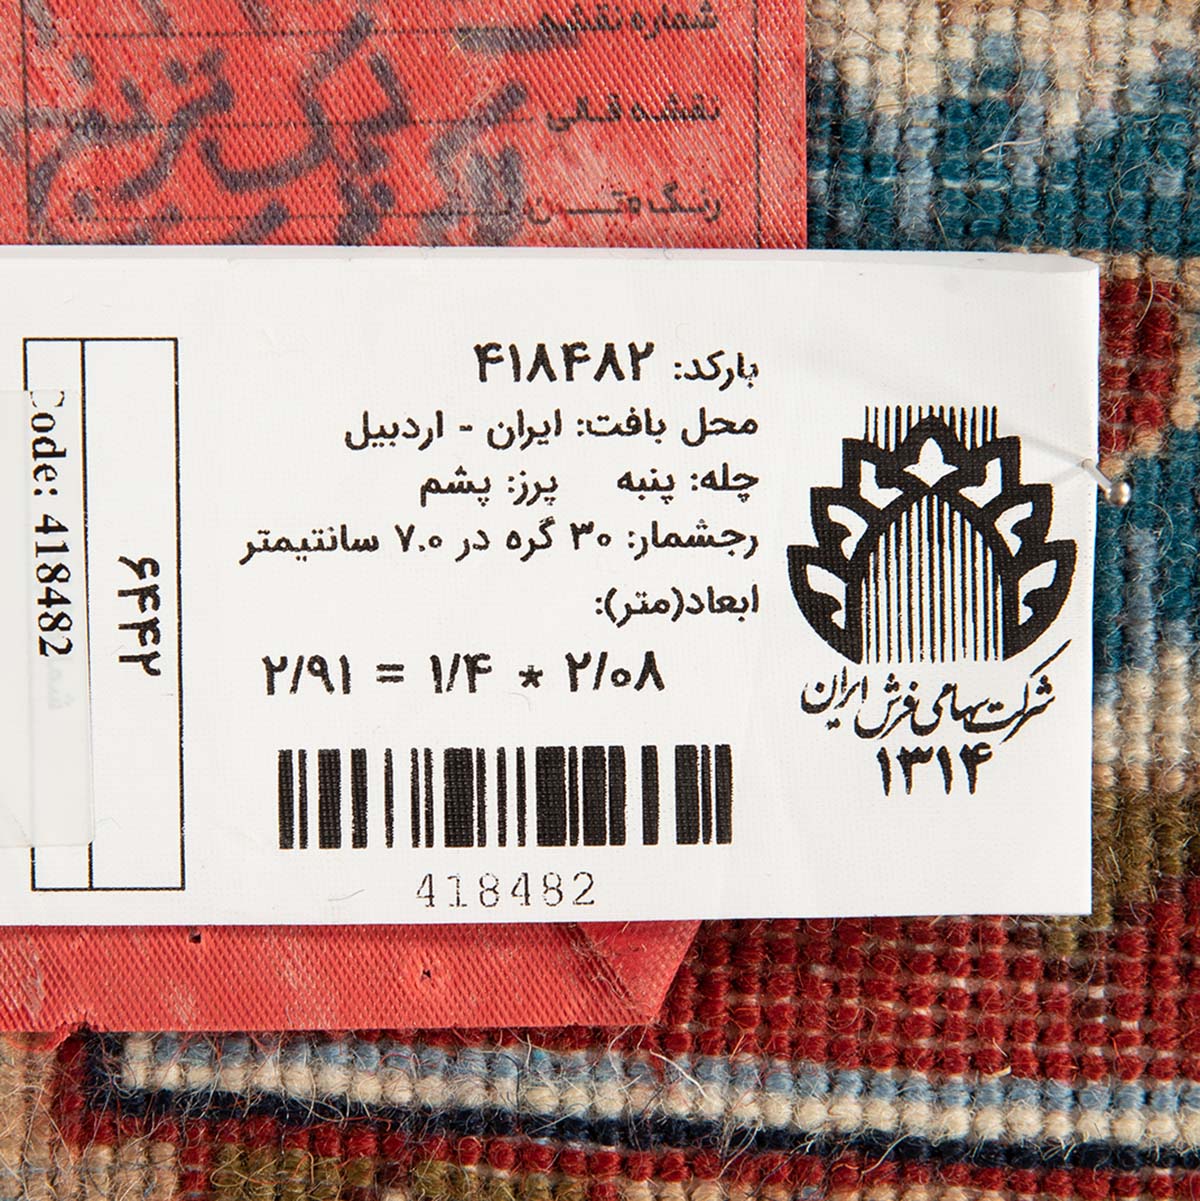 شماره نقشه
نقشه قالی
رنگ متن
بارکد: ۴۱۸۴۸۲
محل بافت: ایران - اردبیل
چله: پنبه پرز: پشم
رجشمار: ۳۰ گره در ۷.۰ سانتیمتر
ابعاد(متر):
۲/۹۱ = ۱/۴ * ۲/۰۸
418482
شرکت سهامی فرش ایران
۱۳۱۴
Code: 418482
۶۴۴۲